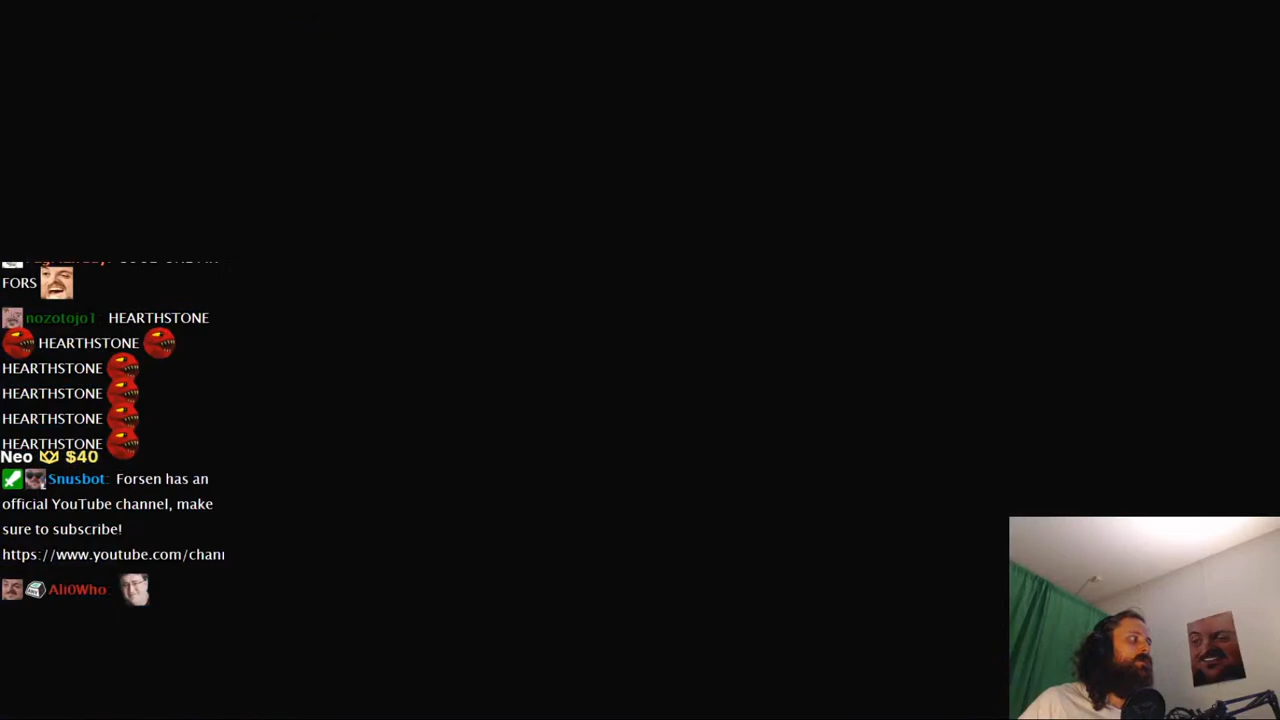 FORS
nozotojo1: HEARTHSTONE
HEARTHSTONE
HEARTHSTONE
HEARTHSTONE
HEARTHSTONE
HEARTHSTONE
Neo $40
Snusbot: Forsen has an
official YouTube channel, make
sure to subscribe!
https://www.youtube.com/chan
Ali0Who: